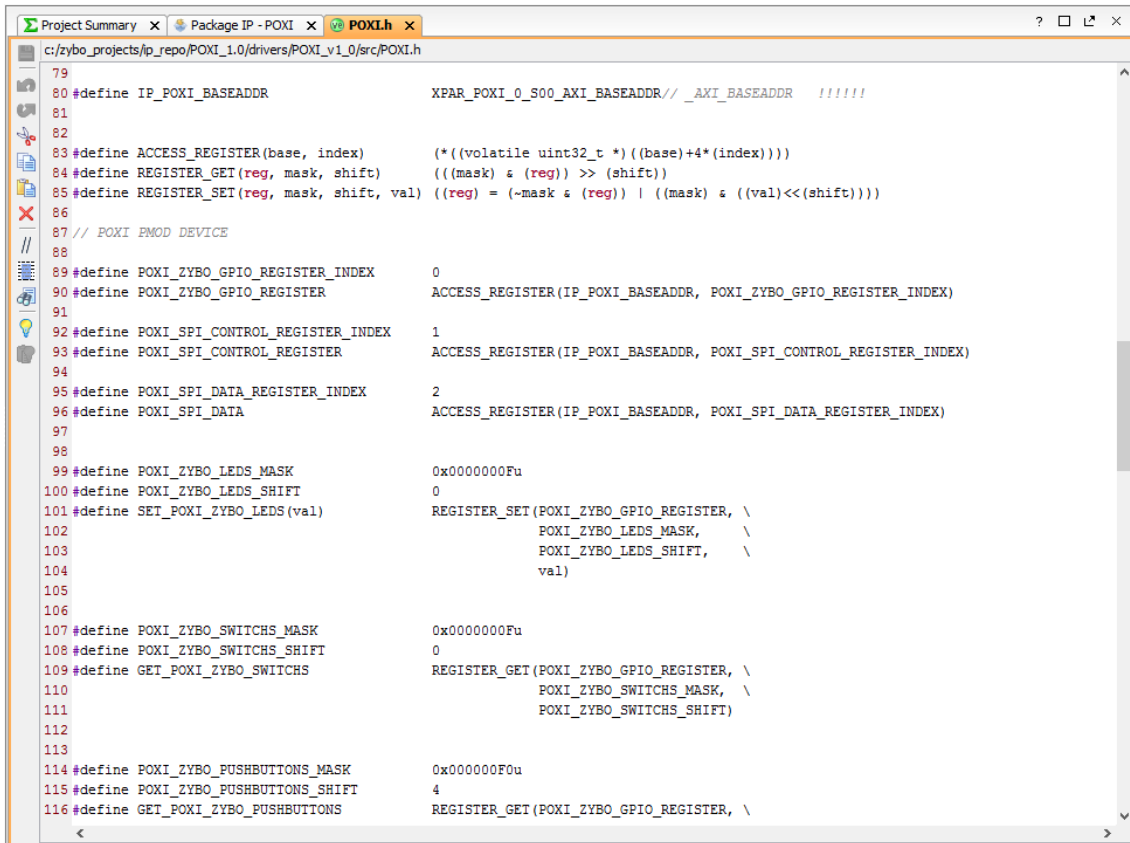 Project Summary Package IP - POXI POXI.h
c:/zybo_projects/ip_repo/POXI_1.0/drivers/POXI_v1_0/src/POXI.h
79
80 #define IP_POXI_BASEADDR XPAR_POXI_0_S00_AXI_BASEADDR// _AXI_BASEADDR !!!!!!
81
82
83 #define ACCESS_REGISTER(base, index) (*((volatile uint32_t *)((base)+4*(index))))
84 #define REGISTER_GET(reg, mask, shift) (((mask) & (reg)) >> (shift))
85 #define REGISTER_SET(reg, mask, shift, val) ((reg) = (~mask & (reg)) | ((mask) & ((val)<<(shift))))
86
87 // POXI PMOD DEVICE
88
89 #define POXI_ZYBO_GPIO_REGISTER_INDEX 0
90 #define POXI_ZYBO_GPIO_REGISTER ACCESS_REGISTER(IP_POXI_BASEADDR, POXI_ZYBO_GPIO_REGISTER_INDEX)
91
92 #define POXI_SPI_CONTROL_REGISTER_INDEX 1
93 #define POXI_SPI_CONTROL_REGISTER ACCESS_REGISTER(IP_POXI_BASEADDR, POXI_SPI_CONTROL_REGISTER_INDEX)
94
95 #define POXI_SPI_DATA_REGISTER_INDEX 2
96 #define POXI_SPI_DATA ACCESS_REGISTER(IP_POXI_BASEADDR, POXI_SPI_DATA_REGISTER_INDEX)
97
98
99 #define POXI_ZYBO_LEDS_MASK 0x0000000Fu
100 #define POXI_ZYBO_LEDS_SHIFT 0
101 #define SET_POXI_ZYBO_LEDS(val) REGISTER_SET(POXI_ZYBO_GPIO_REGISTER, \
102 POXI_ZYBO_LEDS_MASK, \
103 POXI_ZYBO_LEDS_SHIFT, \
104 val)
105
106
107 #define POXI_ZYBO_SWITCHS_MASK 0x0000000Fu
108 #define POXI_ZYBO_SWITCHS_SHIFT 0
109 #define GET_POXI_ZYBO_SWITCHS REGISTER_GET(POXI_ZYBO_GPIO_REGISTER, \
110 POXI_ZYBO_SWITCHS_MASK, \
111 POXI_ZYBO_SWITCHS_SHIFT)
112
113
114 #define POXI_ZYBO_PUSHBUTTONS_MASK 0x000000F0u
115 #define POXI_ZYBO_PUSHBUTTONS_SHIFT 4
116 #define GET_POXI_ZYBO_PUSHBUTTONS REGISTER_GET(POXI_ZYBO_GPIO_REGISTER, \